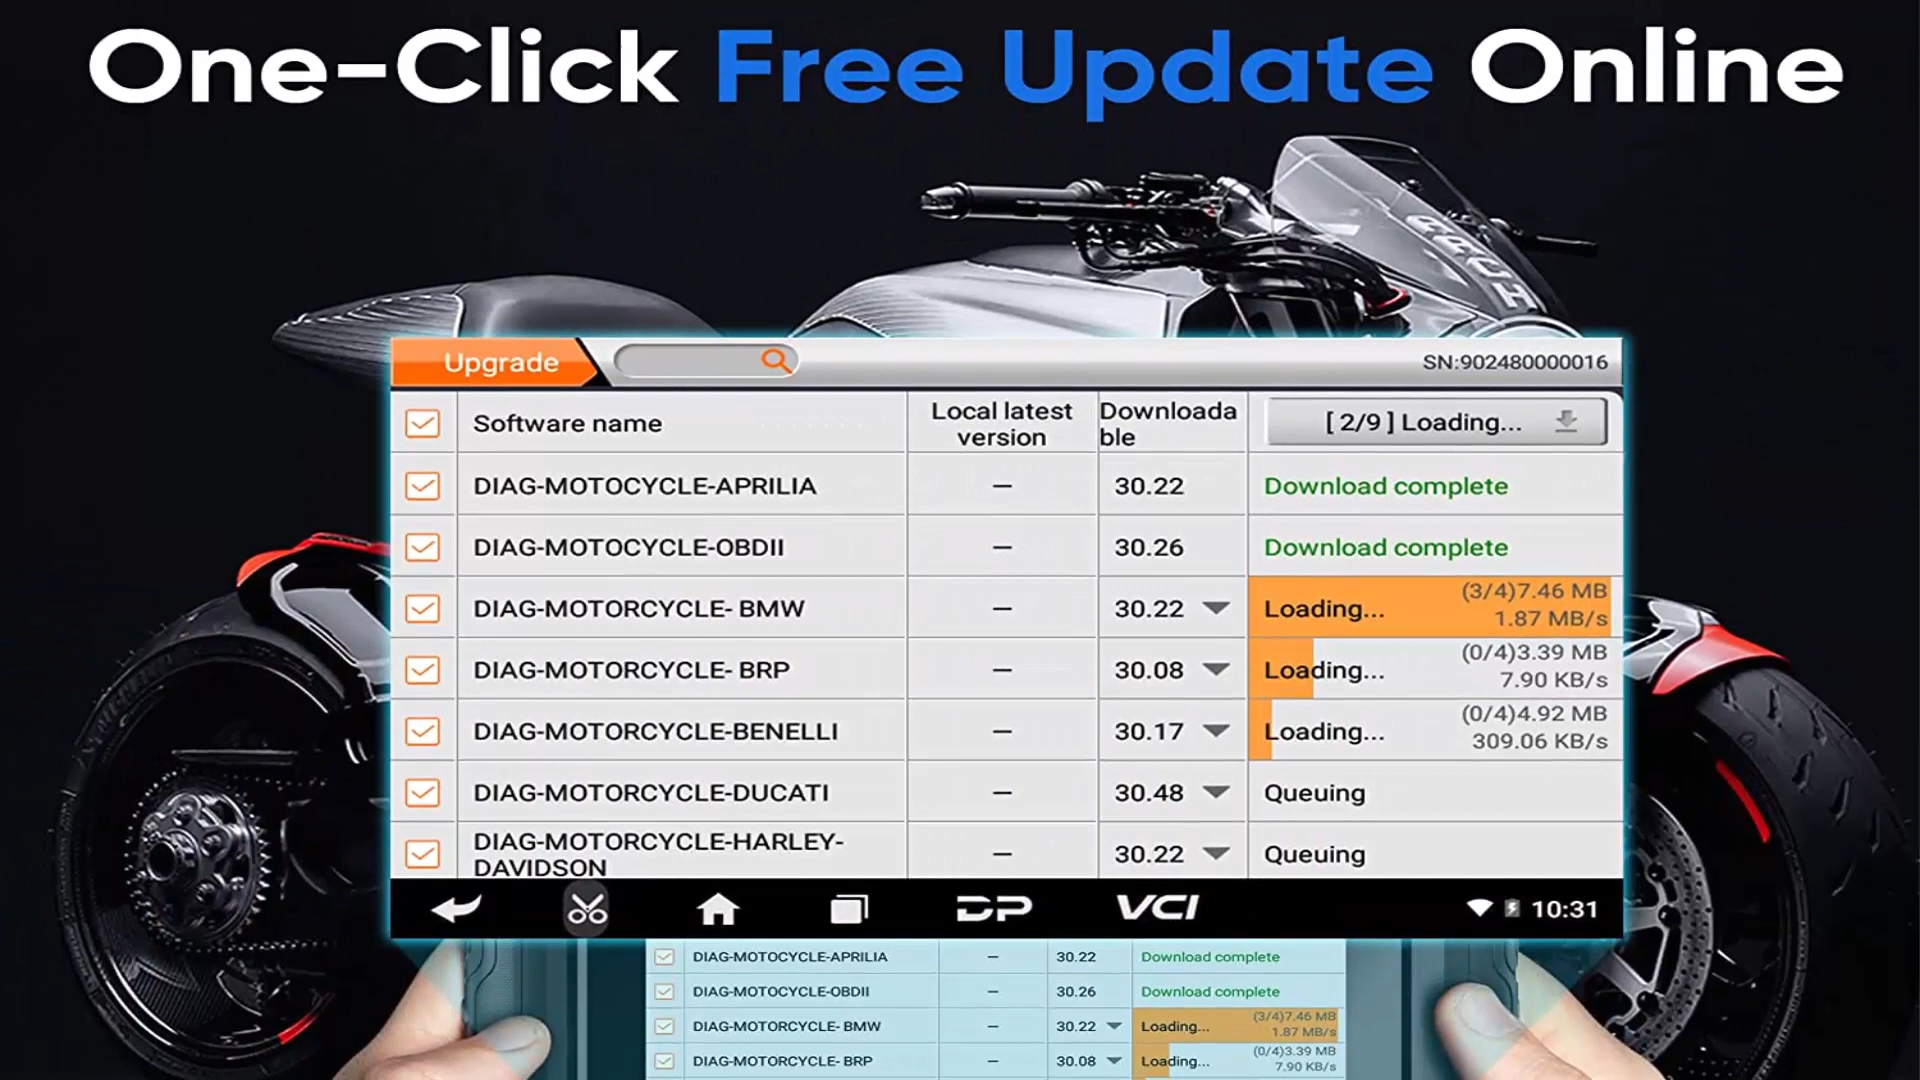 One-Click Free Update Online
ARCH
Upgrade
SN:902480000016
Software name
Local latest
version
Downloada
ble
[ 2/9 ] Loading...
DIAG-MOTOCYCLE-APRILIA – 30.22 Download complete
DIAG-MOTOCYCLE-OBDII – 30.26 Download complete
DIAG-MOTORCYCLE- BMW – 30.22 Loading... (3/4)7.46 MB
1.87 MB/s
DIAG-MOTORCYCLE- BRP – 30.08 Loading... (0/4)3.39 MB
7.90 KB/s
DIAG-MOTORCYCLE-BENELLI – 30.17 Loading... (0/4)4.92 MB
309.06 KB/s
DIAG-MOTORCYCLE-DUCATI – 30.48 Queuing
DIAG-MOTORCYCLE-HARLEY-
DAVIDSON – 30.22 Queuing
DP VCI 10:31
DIAG-MOTOCYCLE-APRILIA – 30.22 Download complete
DIAG-MOTOCYCLE-OBDII – 30.26 Download complete
DIAG-MOTORCYCLE- BMW – 30.22 Loading... (3/4)7.46 MB
1.87 MB/s
DIAG-MOTORCYCLE- BRP – 30.08 Loading... (0/4)3.39 MB
7.90 KB/s